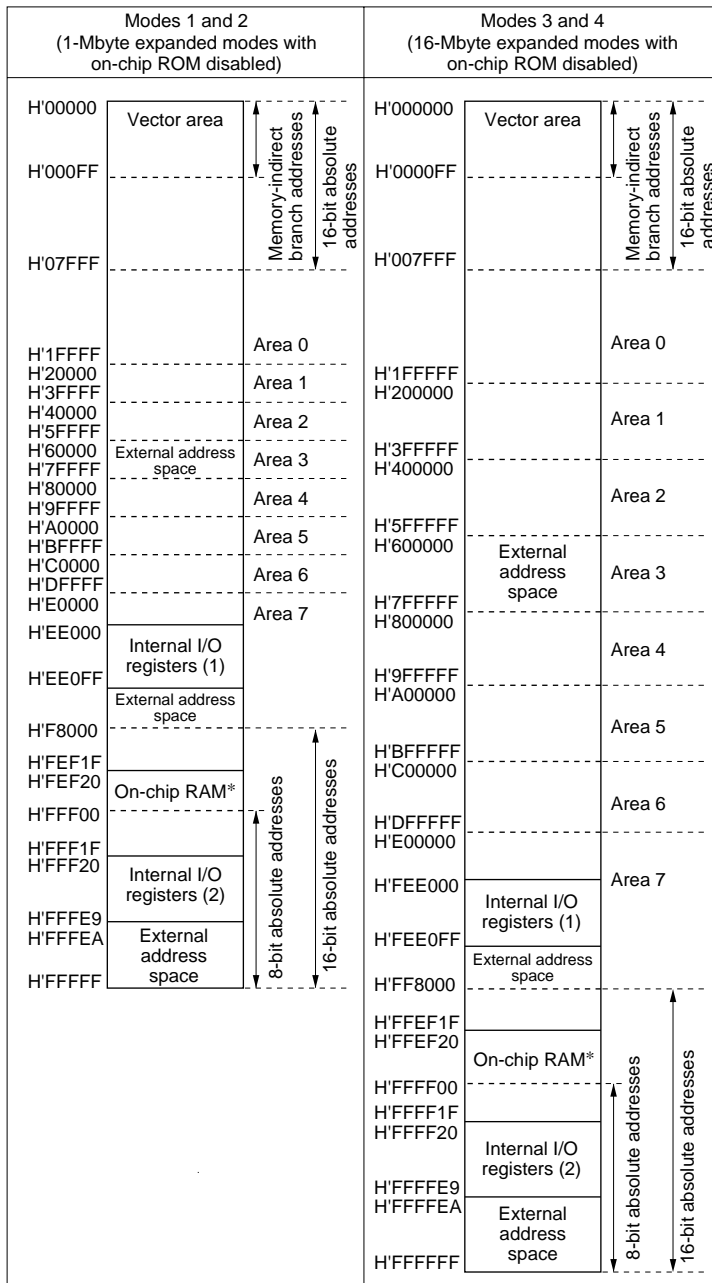 Modes 1 and 2
(1-Mbyte expanded modes with
on-chip ROM disabled)
H'00000
Vector area
H'000FF
H'07FFF
Memory-indirect
branch addresses
16-bit absolute
addresses
H'1FFFF
H'20000
H'3FFFF
H'40000
H'5FFFF
H'60000
H'7FFFF
H'80000
H'9FFFF
H'A0000
H'BFFFF
H'C0000
H'DFFFF
H'E0000
External address
space
Area 0
Area 1
Area 2
Area 3
Area 4
Area 5
Area 6
Area 7
H'EE000
Internal I/O
registers (1)
H'EE0FF
External address
space
H'F8000
H'FEF1F
H'FEF20
On-chip RAM*
H'FFF00
H'FFF1F
H'FFF20
Internal I/O
registers (2)
H'FFFE9
H'FFFEA
External
address
space
H'FFFFF
8-bit absolute addresses
16-bit absolute addresses
Modes 3 and 4
(16-Mbyte expanded modes with
on-chip ROM disabled)
H'000000
Vector area
H'0000FF
H'007FFF
Memory-indirect
branch addresses
16-bit absolute
addresses
H'1FFFFF
H'200000
H'3FFFFF
H'400000
H'5FFFFF
H'600000
H'7FFFFF
H'800000
H'9FFFFF
H'A00000
H'BFFFFF
H'C00000
H'DFFFFF
H'E00000
External
address
space
Area 0
Area 1
Area 2
Area 3
Area 4
Area 5
Area 6
Area 7
H'FEE000
Internal I/O
registers (1)
H'FEE0FF
External address
space
H'FF8000
H'FFEF1F
H'FFEF20
On-chip RAM*
H'FFFF00
H'FFFF1F
H'FFFF20
Internal I/O
registers (2)
H'FFFFE9
H'FFFFEA
External
address
space
H'FFFFFF
8-bit absolute addresses
16-bit absolute addresses